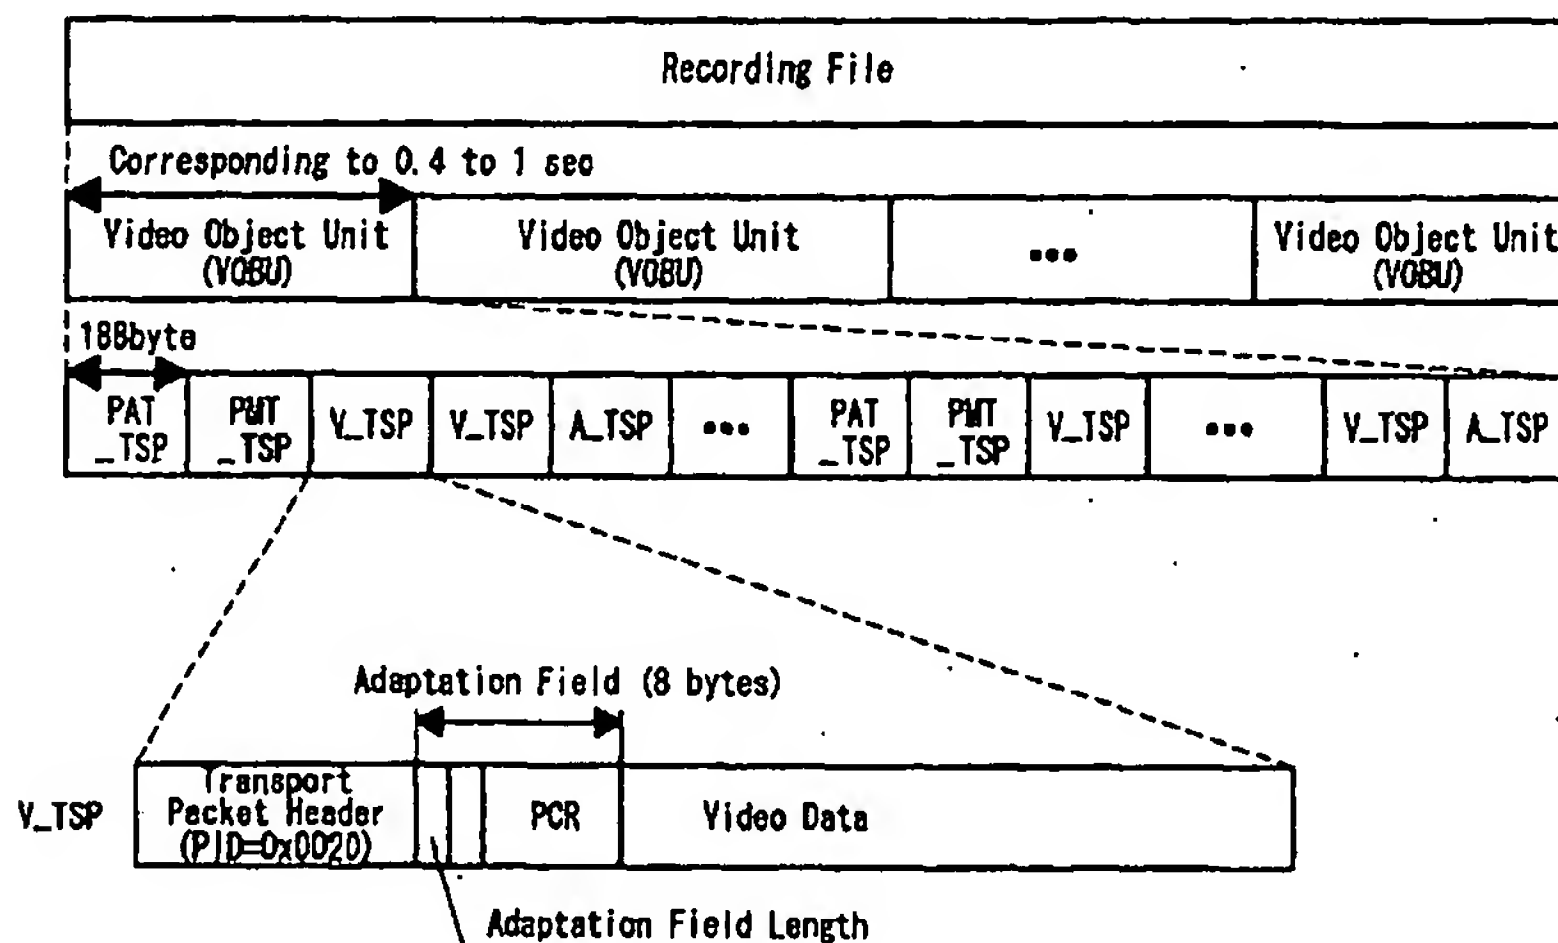 Recording File
Corresponding to 0.4 to 1 sec
Video Object Unit
(VOBU)
Video Object Unit
(VOBU)
•••
Video Object Unit
(VOBU)
188byte
PAT
_TSP
PMT
_TSP
V_TSP
V_TSP
A_TSP
•••
PAT
_TSP
PMT
_TSP
V_TSP
•••
V_TSP
A_TSP
Adaptation Field (8 bytes)
V_TSP
Transport
Packet Header
(PID=0x0020)
PCR
Video Data
Adaptation Field Length